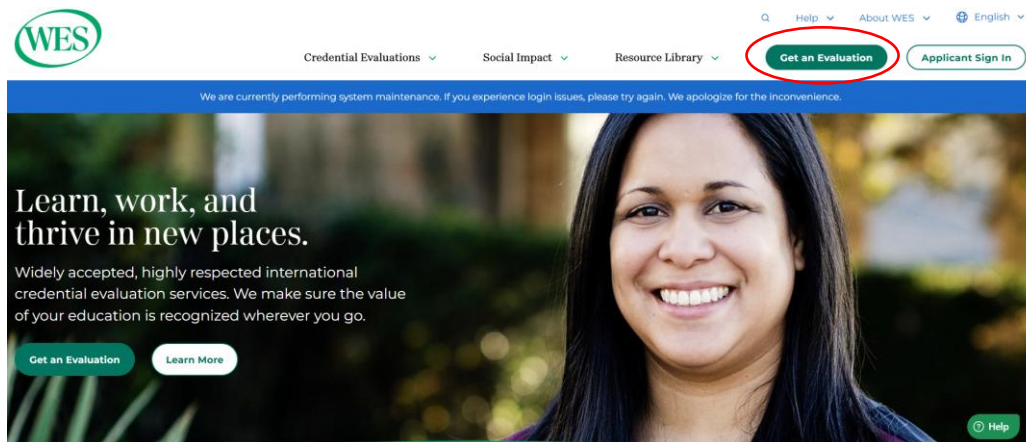 WES
Help
About WES
English
Credential Evaluations
Social Impact
Resource Library
Get an Evaluation
Applicant Sign In
We are currently performing system maintenance. If you experience login issues, please try again. We apologize for the inconvenience.
Learn, work, and
thrive in new places.
Widely accepted, highly respected international
credential evaluation services. We make sure the value
of your education is recognized wherever you go.
Get an Evaluation
Learn More
Help